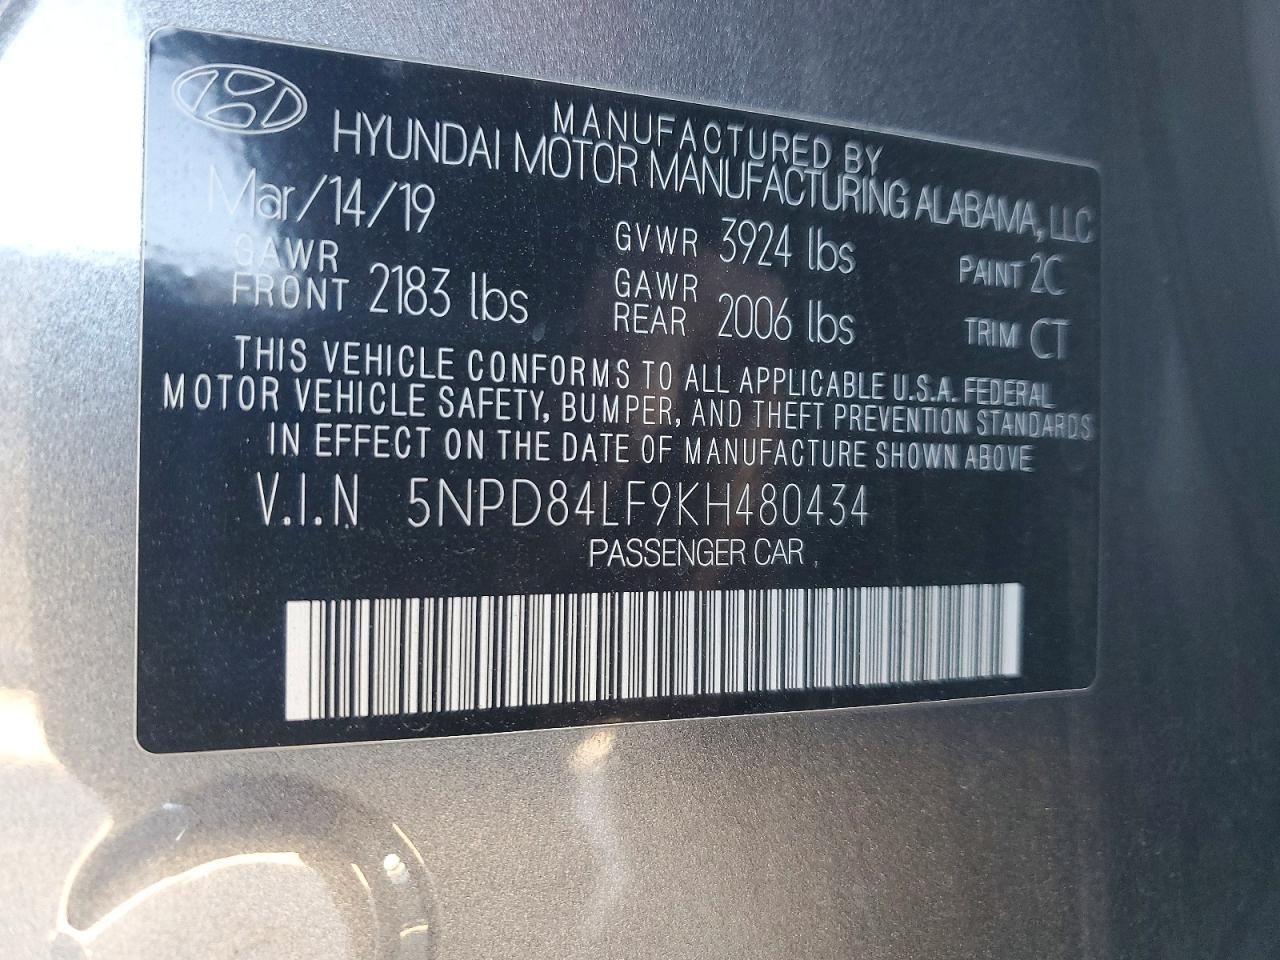 MANUFACTURED BY
HYUNDAI MOTOR MANUFACTURING ALABAMA, LLC
Mar/14/19
GVWR 3924 lbs
PAINT 2C
GAWR FRONT 2183 lbs
GAWR REAR 2006 lbs
TRIM CT
THIS VEHICLE CONFORMS TO ALL APPLICABLE U.S.A. FEDERAL
MOTOR VEHICLE SAFETY, BUMPER, AND THEFT PREVENTION STANDARDS
IN EFFECT ON THE DATE OF MANUFACTURE SHOWN ABOVE
V.I.N 5NPD84LF9KH480434
PASSENGER CAR